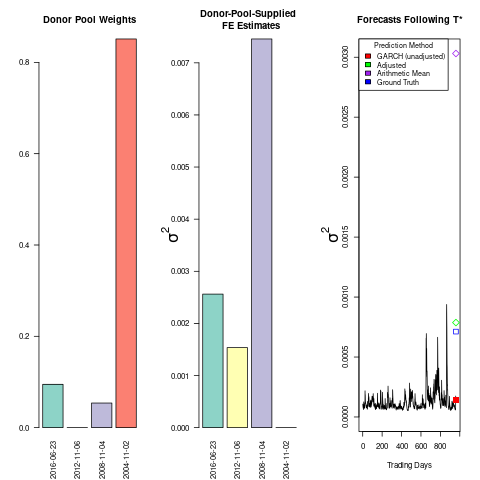 Donor Pool Weights
0.0
0.2
0.4
0.6
0.8
2016-06-23
2012-11-06
2008-11-04
2004-11-02
Donor-Pool-Supplied
FE Estimates
σ2
0.000
0.001
0.002
0.003
0.004
0.005
0.006
0.007
2016-06-23
2012-11-06
2008-11-04
2004-11-02
Forecasts Following T*
σ2
0.0000
0.0005
0.0010
0.0015
0.0020
0.0025
0.0030
Prediction Method
GARCH (unadjusted)
Adjusted
Arithmetic Mean
Ground Truth
0 200 400 600 800
Trading Days